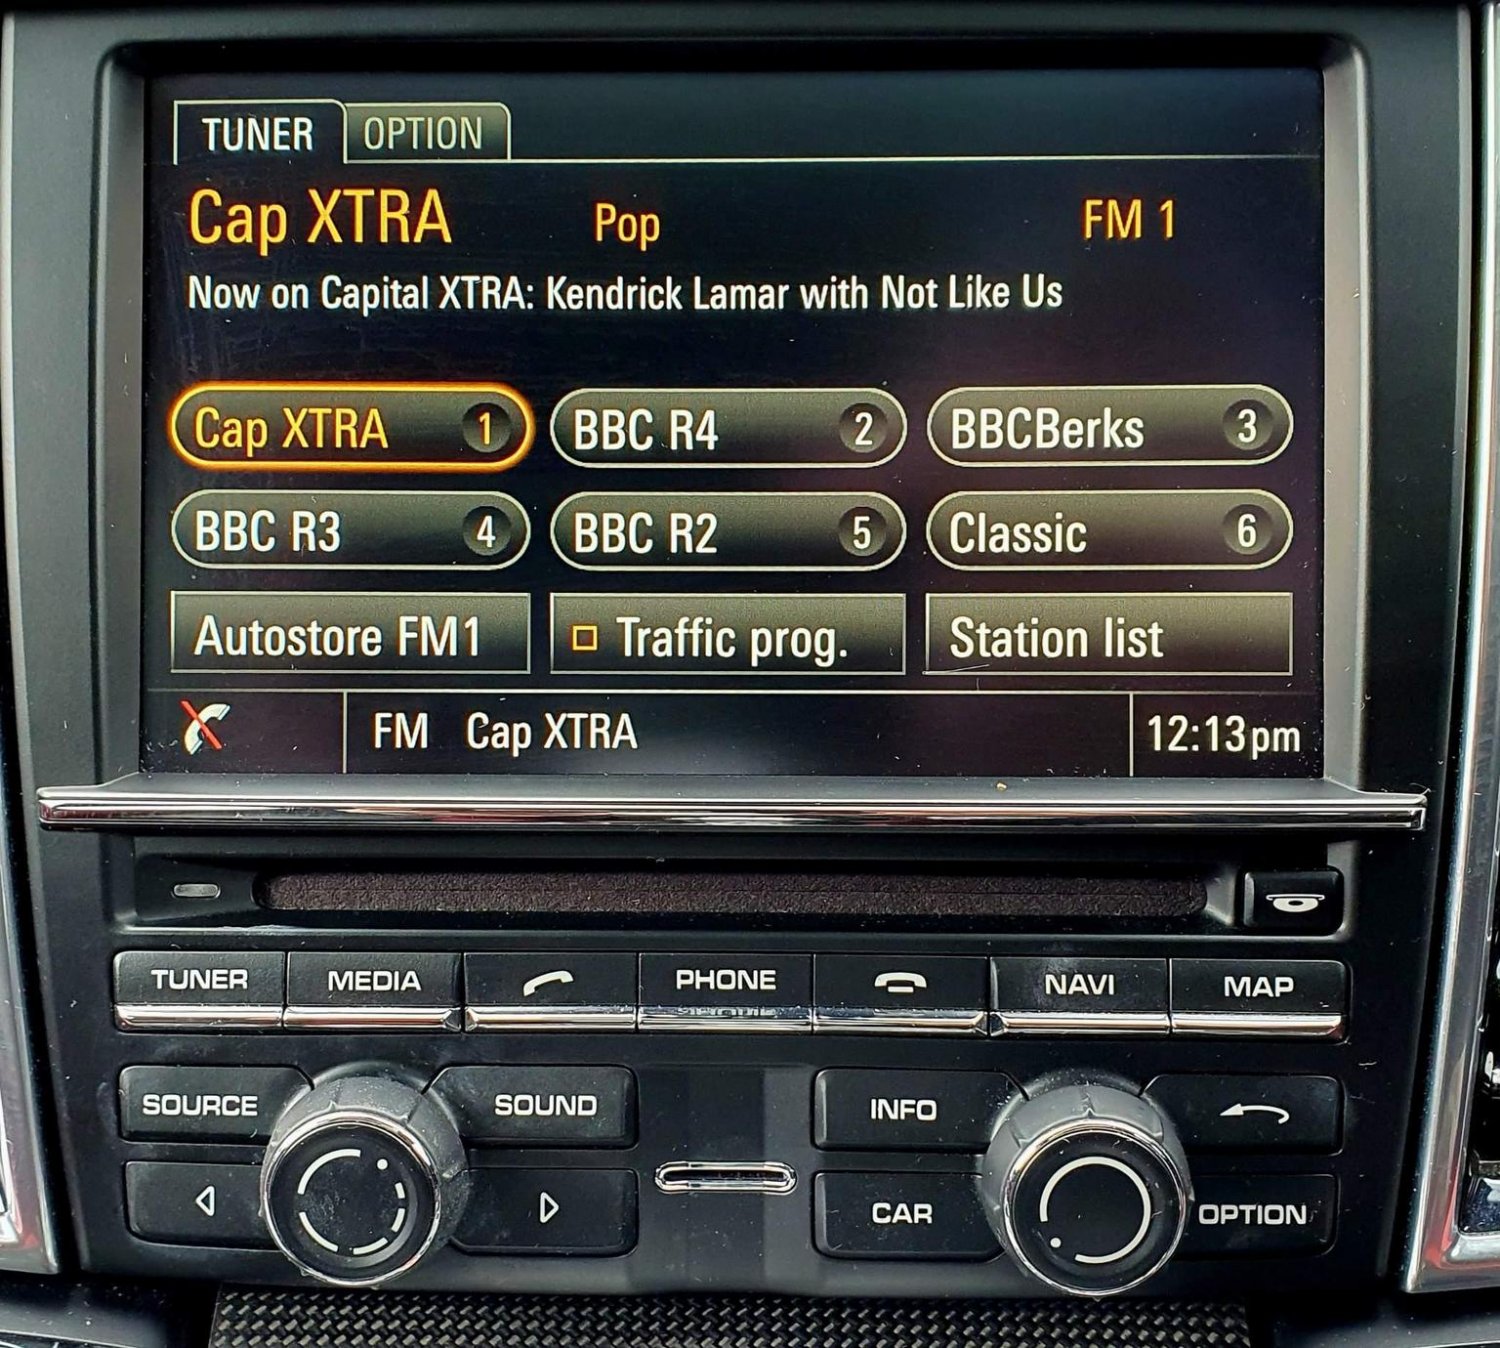 TUNER OPTION
Cap XTRA Pop FM 1
Now on Capital XTRA: Kendrick Lamar with Not Like Us
Cap XTRA 1 BBC R4 2 BBCBerks 3
BBC R3 4 BBC R2 5 Classic 6
Autostore FM1 Traffic prog. Station list
FM Cap XTRA 12:13pm
TUNER MEDIA PHONE NAVI MAP
SOURCE SOUND INFO
CAR OPTION